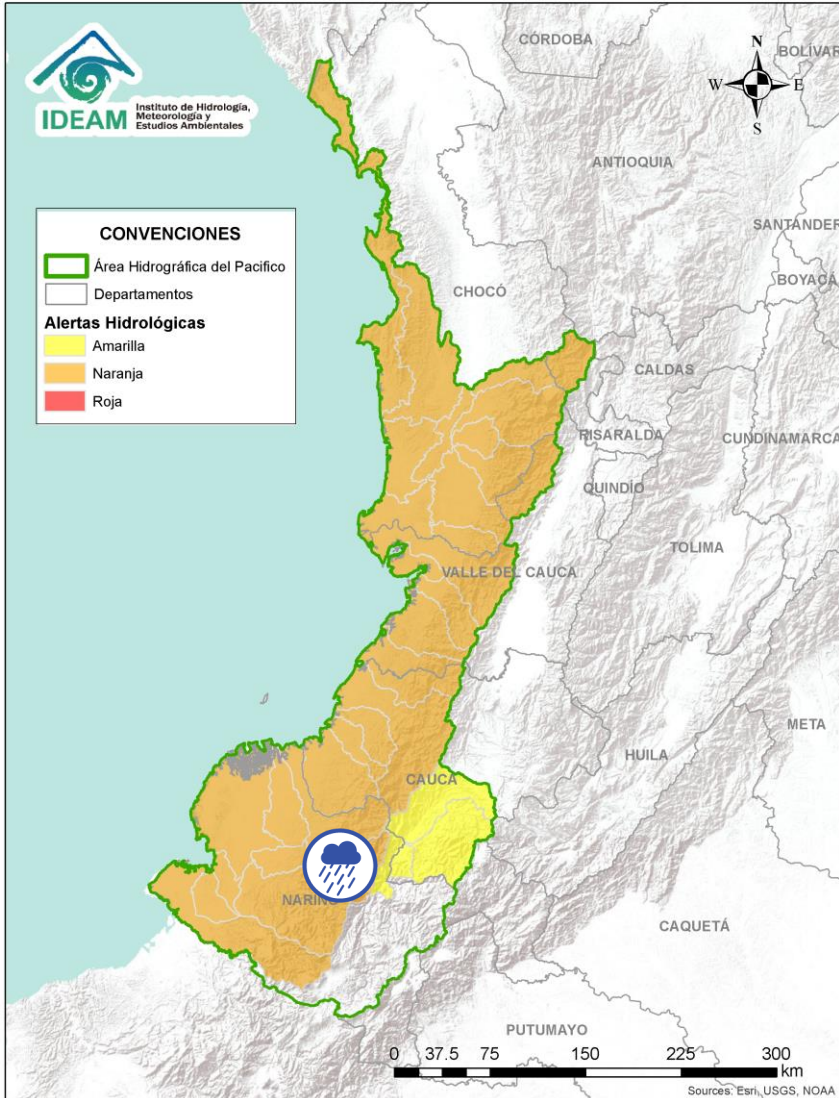 IDEAM
Instituto de Hidrología,
Meteorología y
Estudios Ambientales
CÓRDOBA
BOLÍVAR
N
W
E
S
ANTIOQUIA
SANTANDER
BOYACÁ
CONVENCIONES
Área Hidrográfica del Pacifico
Departamentos
Alertas Hidrológicas
Amarilla
Naranja
Roja
CHOCÓ
CALDAS
RISARALDA
CUNDINAMARCA
QUINDÍO
TOLIMA
VALLE DEL CAUCA
META
HUILA
CAUCA
NARIÑO
CAQUETÁ
PUTUMAYO
0 37.5 75 150 225 300
km
Sources: Esri, USGS, NOAA